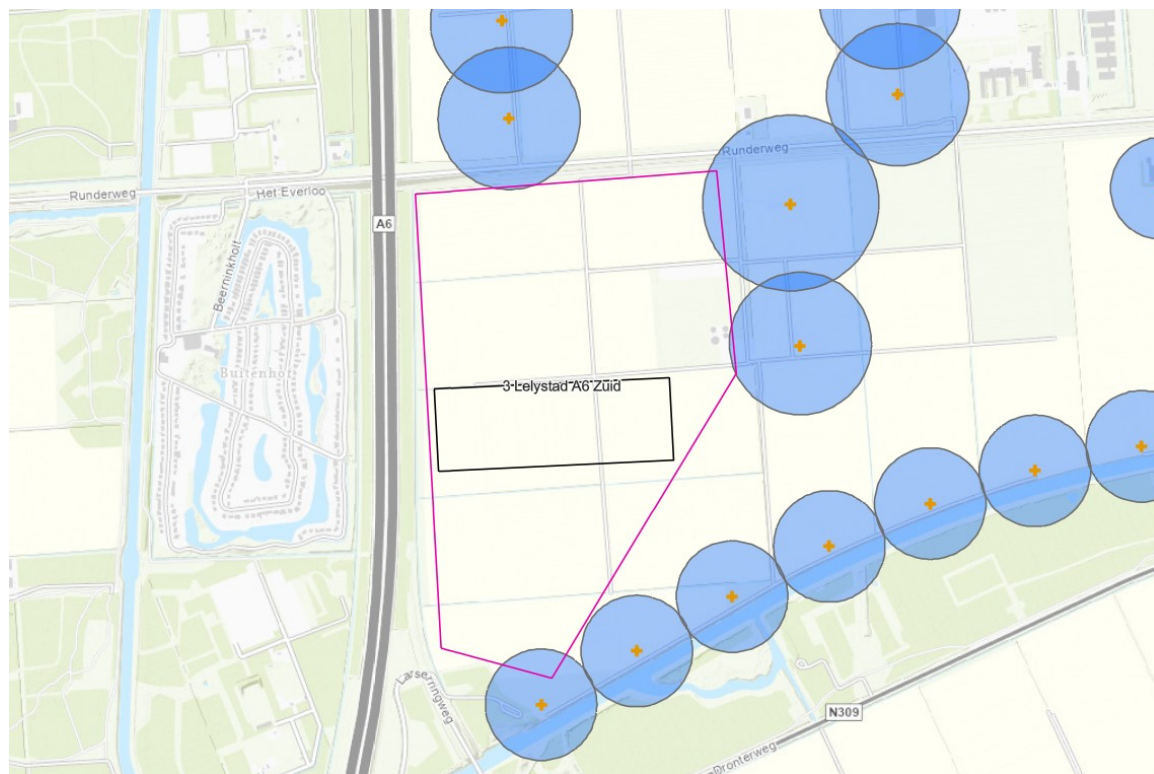 Runderweg
Runderweg
Het Everloo
A6
Beerninkholt
Buitenhof
3-Lelystad A6 Zuid
Larserringweg
N309
Dronterweg